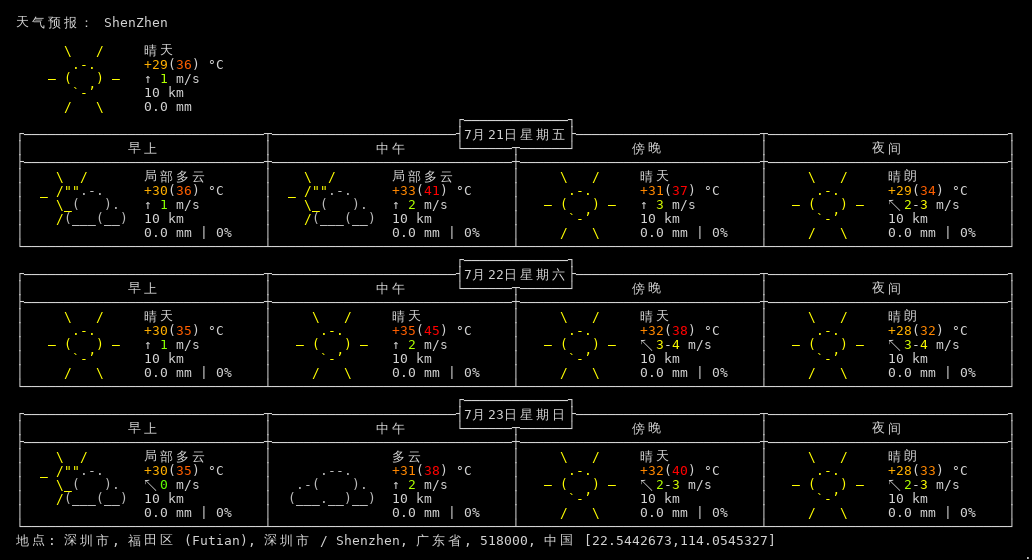 天气预报： ShenZhen
晴天
+29(36) °C
↑ 1 m/s
10 km
0.0 mm
7月21日星期五
早上 中午 傍晚 夜间
局部多云 局部多云 晴天 晴朗
+30(36) °C +33(41) °C +31(37) °C +29(34) °C
↑ 1 m/s ↑ 2 m/s ↑ 3 m/s ↖ 2-3 m/s
10 km 10 km 10 km 10 km
0.0 mm | 0% 0.0 mm | 0% 0.0 mm | 0% 0.0 mm | 0%
7月22日星期六
早上 中午 傍晚 夜间
晴天 晴天 晴天 晴朗
+30(35) °C +35(45) °C +32(38) °C +28(32) °C
↑ 1 m/s ↑ 2 m/s ↖ 3-4 m/s ↖ 3-4 m/s
10 km 10 km 10 km 10 km
0.0 mm | 0% 0.0 mm | 0% 0.0 mm | 0% 0.0 mm | 0%
7月23日星期日
早上 中午 傍晚 夜间
局部多云 多云 晴天 晴朗
+30(35) °C +31(38) °C +32(40) °C +28(33) °C
↖ 0 m/s ↑ 2 m/s ↖ 2-3 m/s ↖ 2-3 m/s
10 km 10 km 10 km 10 km
0.0 mm | 0% 0.0 mm | 0% 0.0 mm | 0% 0.0 mm | 0%
地点: 深圳市, 福田区 (Futian), 深圳市 / Shenzhen, 广东省, 518000, 中国 [22.5442673,114.0545327]